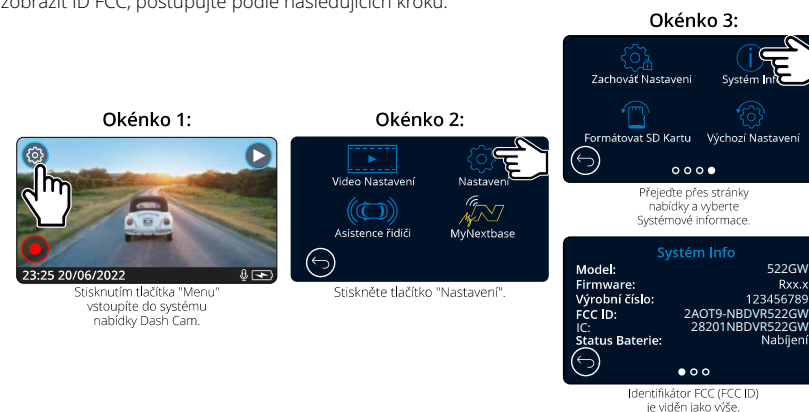 zobrazit ID FCC, postupujte podle následujících kroků:
Okénko 1:
23:25 20/06/2022
Stisknutím tlačítka "Menu"
vstoupíte do systému
nabídky Dash Cam.
Okénko 2:
Video Nastavení
Nastavení
Asistence řidiči
MyNextbase
Stiskněte tlačítko "Nastavení".
Okénko 3:
Zachovát Nastaveni
Systém Info
Formátovat SD Kartu
Výchozí Nastavení
Přejeďte přes stránky
nabídky a vyberte
Systémové informace.
Systém Info
Model: 522GW
Firmware: Rxx.x
Výrobní číslo: 123456789
FCC ID: 2AOT9-NBDVR522GW
IC: 28201NBDVR522GW
Status Baterie: Nabíjení
Identifikátor FCC (FCC ID)
je viděn jako výše.